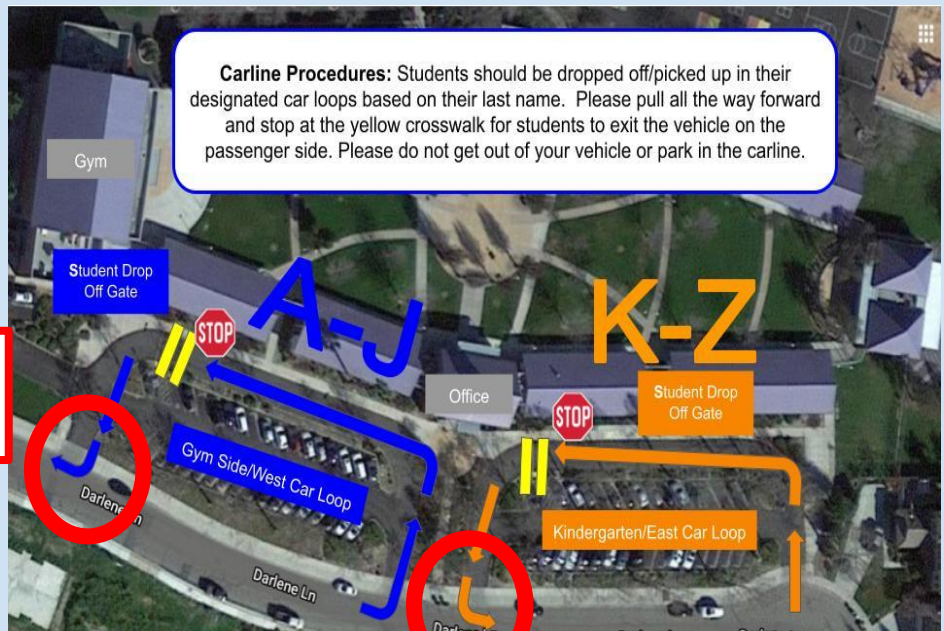 Carline Procedures: Students should be dropped off/picked up in their
designated car loops based on their last name.  Please pull all the way forward
and stop at the yellow crosswalk for students to exit the vehicle on the
passenger side. Please do not get out of your vehicle or park in the carline.
Gym
Student Drop
Off Gate
STOP
A-J
K-Z
Office
STOP
Student Drop
Off Gate
Gym Side/West Car Loop
Kindergarten/East Car Loop
Darlene Ln
Darlene Ln